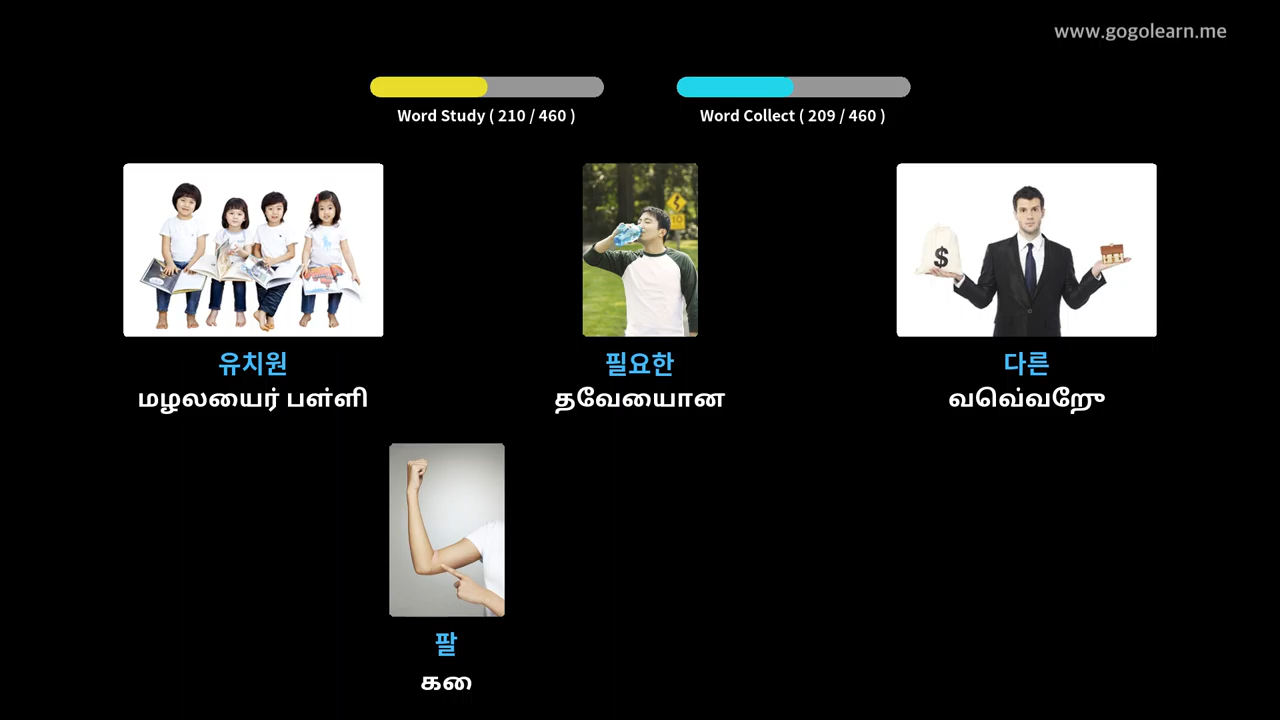 www.gogolearn.me
Word Study ( 210 / 460 )
Word Collect ( 209 / 460 )
유치원
மழலையர் பள்ளி
필요한
தேவையான
다른
வெவ்வேறு
팔
கை